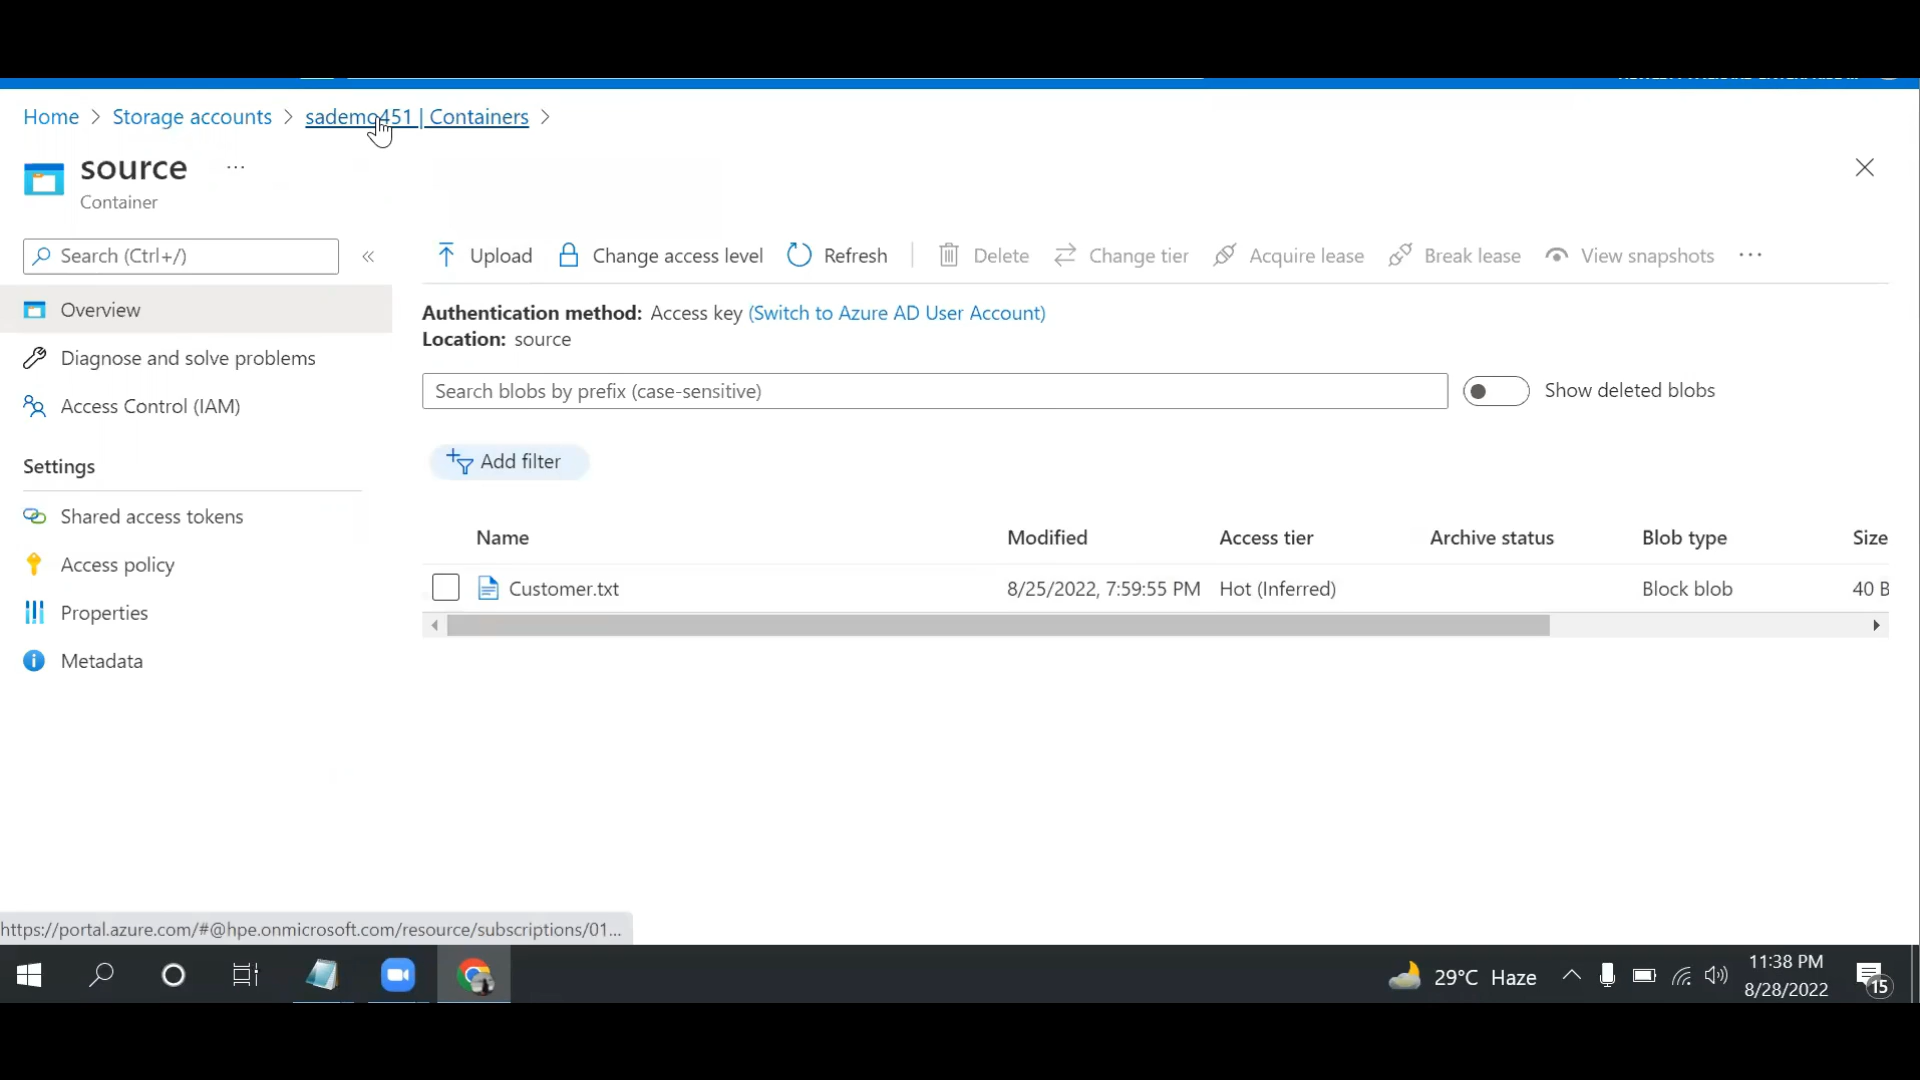 Home > Storage accounts > sademo451 | Containers >
source ...
Container
Search (Ctrl+/) «
Upload Change access level Refresh Delete Change tier Acquire lease Break lease View snapshots ...
Overview
Diagnose and solve problems
Access Control (IAM)
Settings
Shared access tokens
Access policy
Properties
Metadata
Authentication method: Access key (Switch to Azure AD User Account)
Location: source
Search blobs by prefix (case-sensitive) Show deleted blobs
Add filter
Name Modified Access tier Archive status Blob type Size
Customer.txt 8/25/2022, 7:59:55 PM Hot (Inferred) Block blob 40 B
https://portal.azure.com/#@hpe.onmicrosoft.com/resource/subscriptions/01...
29°C Haze
11:38 PM
8/28/2022
15